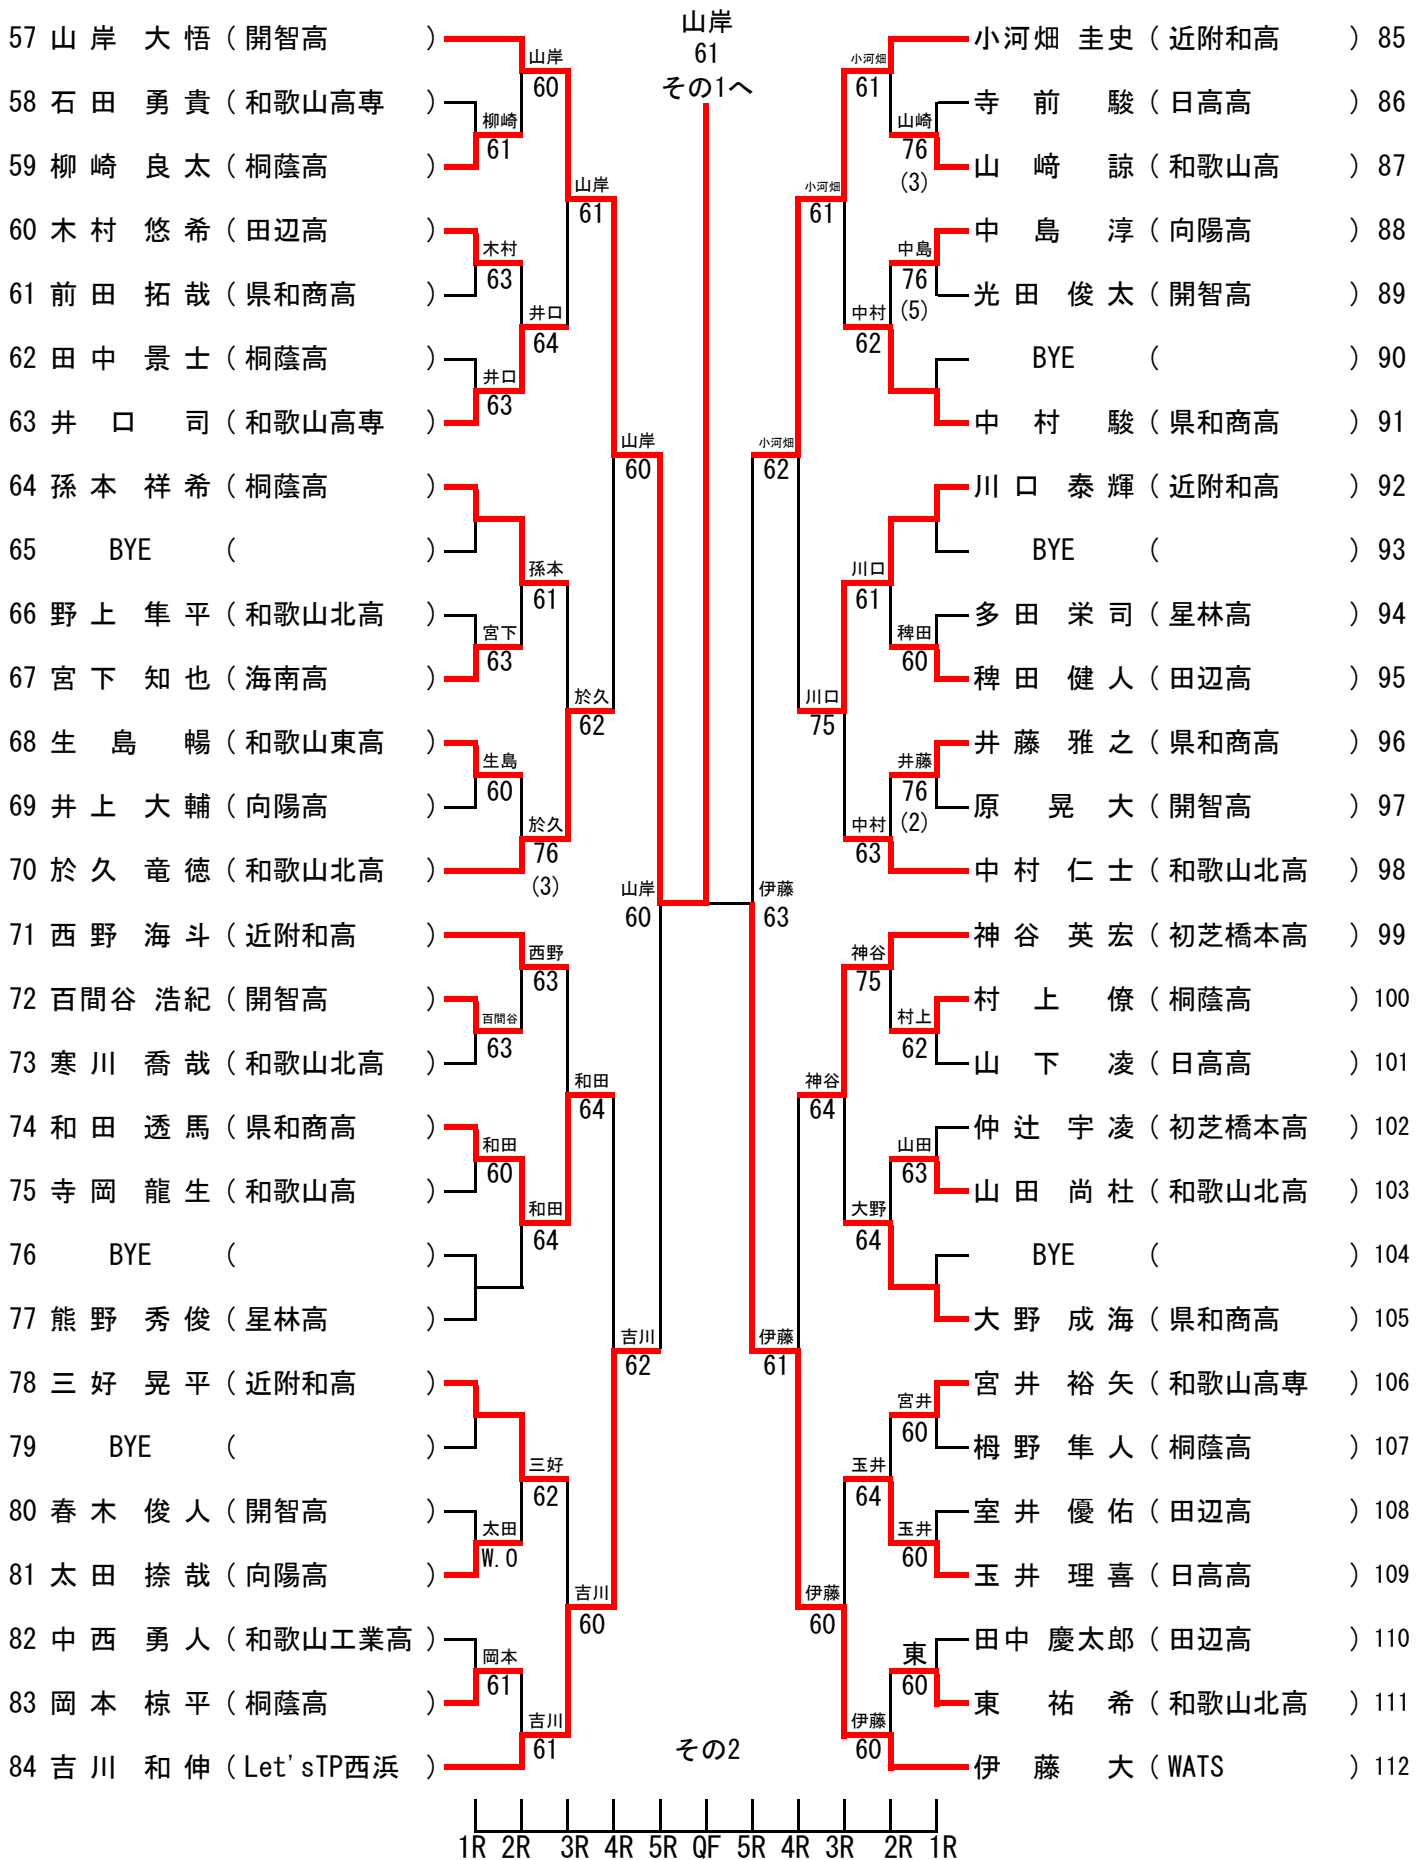 山岸
61
その1へ
57 山岸 大悟 (開智高)
58 石田 勇貴 (和歌山高専)
59 柳崎 良太 (桐蔭高)
60 木村 悠希 (田辺高)
61 前田 拓哉 (県和商高)
62 田中 景士 (桐蔭高)
63 井口 司 (和歌山高専)
64 孫本 祥希 (桐蔭高)
65 BYE ( )
66 野上 隼平 (和歌山北高)
67 宮下 知也 (海南高)
68 生島 暢 (和歌山東高)
69 井上 大輔 (向陽高)
70 於久 竜徳 (和歌山北高)
71 西野 海斗 (近附和高)
72 百間谷 浩紀 (開智高)
73 寒川 喬哉 (和歌山北高)
74 和田 透馬 (県和商高)
75 寺岡 龍生 (和歌山高)
76 BYE ( )
77 熊野 秀俊 (星林高)
78 三好 晃平 (近附和高)
79 BYE ( )
80 春木 俊人 (開智高)
81 太田 捺哉 (向陽高)
82 中西 勇人 (和歌山工業高)
83 岡本 椋平 (桐蔭高)
84 吉川 和伸 (Let'sTP西浜)
柳崎
61
木村
63
井口
63
宮下
63
生島
60
百間谷
63
和田
60
太田
W.O
岡本
61
山岸
60
井口
64
孫本
61
於久
76
(3)
西野
63
和田
64
三好
62
吉川
61
山岸
61
於久
62
和田
64
吉川
60
山岸
60
吉川
62
山岸
60
伊藤
63
小河畑
62
伊藤
61
小河畑
61
川口
75
神谷
64
伊藤
60
小河畑
61
中村
62
川口
61
中村
63
神谷
75
大野
64
玉井
64
伊藤
60
山崎
76
(3)
中島
76
(5)
稗田
60
井藤
76
(2)
村上
62
山田
63
宮井
60
玉井
60
東
60
小河畑 圭史 (近附和高) 85
寺前 駿 (日高高) 86
山﨑 諒 (和歌山高) 87
中島 淳 (向陽高) 88
光田 俊太 (開智高) 89
BYE ( ) 90
中村 駿 (県和商高) 91
川口 泰輝 (近附和高) 92
BYE ( ) 93
多田 栄司 (星林高) 94
稗田 健人 (田辺高) 95
井藤 雅之 (県和商高) 96
原 晃大 (開智高) 97
中村 仁士 (和歌山北高) 98
神谷 英宏 (初芝橋本高) 99
村上 僚 (桐蔭高) 100
山下 凌 (日高高) 101
仲辻 宇凌 (初芝橋本高) 102
山田 尚杜 (和歌山北高) 103
BYE ( ) 104
大野 成海 (県和商高) 105
宮井 裕矢 (和歌山高専) 106
栂野 隼人 (桐蔭高) 107
室井 優佑 (田辺高) 108
玉井 理喜 (日高高) 109
田中 慶太郎 (田辺高) 110
東 祐希 (和歌山北高) 111
伊藤 大 (WATS) 112
その2
1R 2R 3R 4R 5R QF 5R 4R 3R 2R 1R